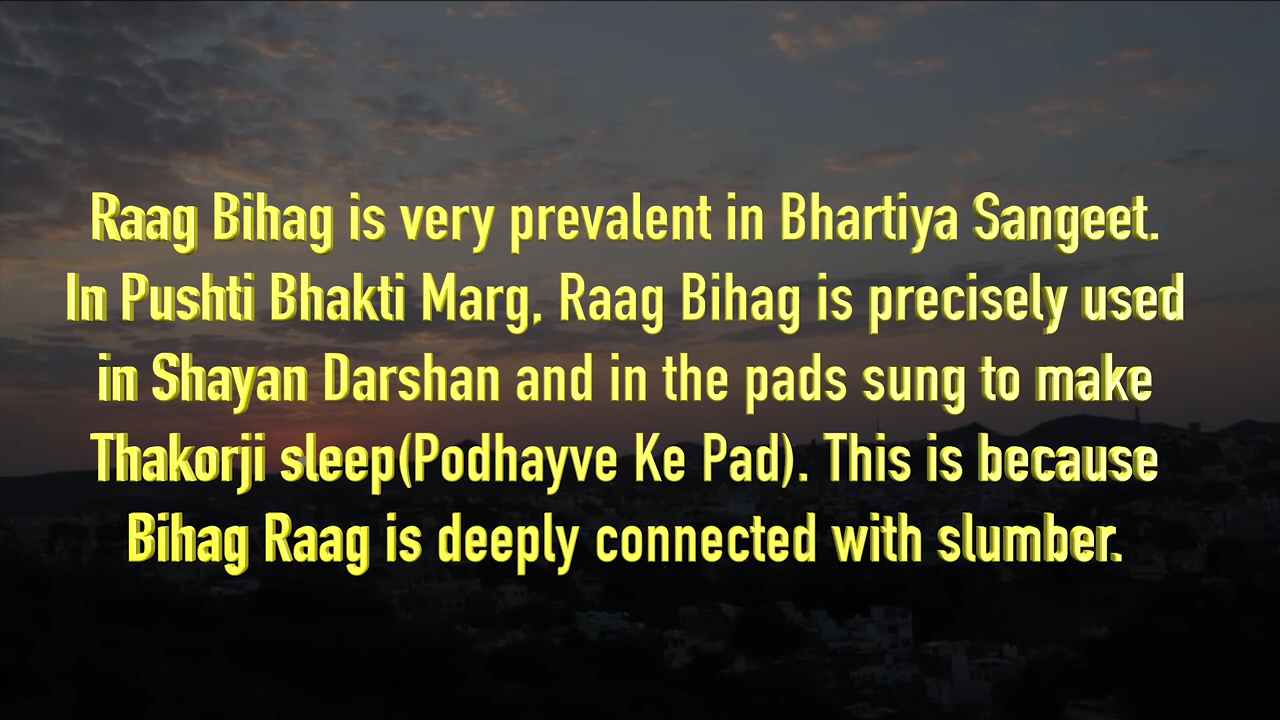 Raag Bihag is very prevalent in Bhartiya Sangeet.
In Pushti Bhakti Marg, Raag Bihag is precisely used
in Shayan Darshan and in the pads sung to make
Thakorji sleep(Podhayve Ke Pad). This is because
Bihag Raag is deeply connected with slumber.